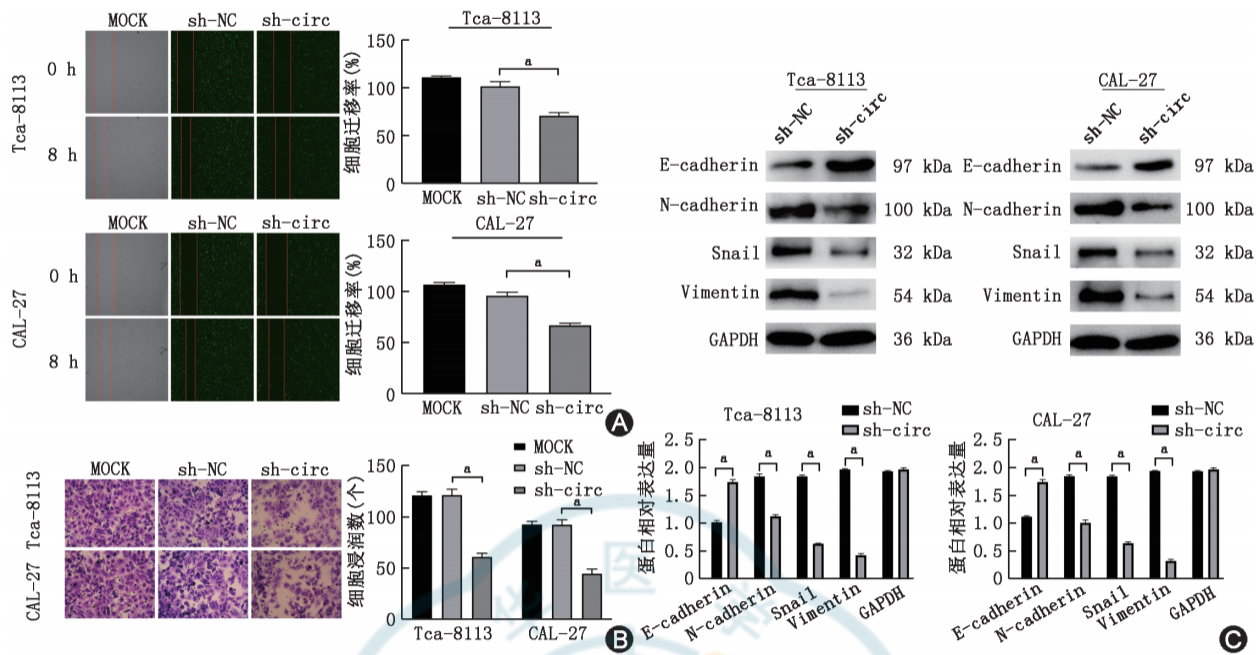 MOCK sh-NC sh-circ
Tca-8113
0 h
8 h
Tca-8113
细胞迁移率(%)
150
100
50
0
a
MOCK sh-NC sh-circ
MOCK sh-NC sh-circ
CAL-27
0 h
8 h
CAL-27
细胞迁移率(%)
150
100
50
0
a
MOCK sh-NC sh-circ
A
MOCK sh-NC sh-circ
Tca-8113
CAL-27
细胞浸润数(个)
150
100
50
0
MOCK
sh-NC
sh-circ
a
a
Tca-8113 CAL-27
B
Tca-8113
sh-NC sh-circ
E-cadherin 97 kDa
N-cadherin 100 kDa
Snail 32 kDa
Vimentin 54 kDa
GAPDH 36 kDa
CAL-27
sh-NC sh-circ
E-cadherin 97 kDa
N-cadherin 100 kDa
Snail 32 kDa
Vimentin 54 kDa
GAPDH 36 kDa
Tca-8113
sh-NC
sh-circ
蛋白相对表达量
2.5
2.0
1.5
1.0
0.5
0
a a a a
E-cadherin N-cadherin Snail Vimentin GAPDH
CAL-27
sh-NC
sh-circ
蛋白相对表达量
2.5
2.0
1.5
1.0
0.5
0
a a a a
E-cadherin N-cadherin Snail Vimentin GAPDH
C
华 医